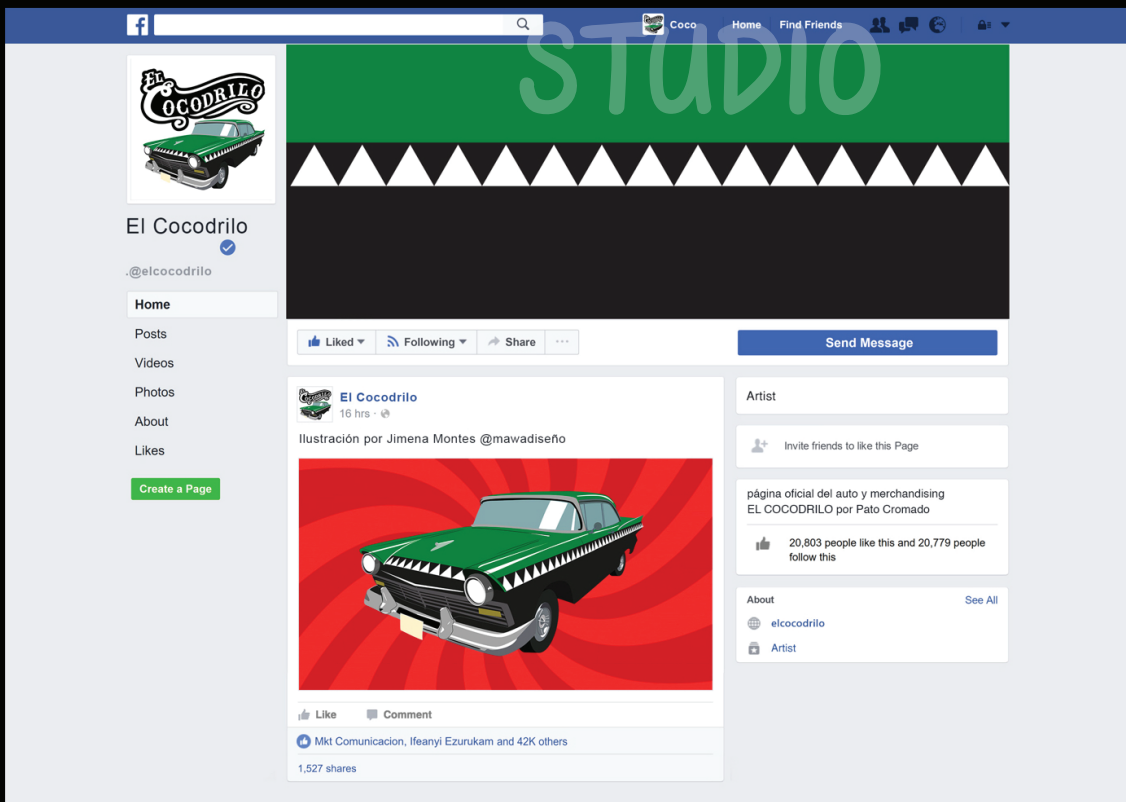 f
Coco
Home
Find Friends
STUDIO
EL COCODRILO
El Cocodrilo
.@elcocodrilo
Home
Posts
Videos
Photos
About
Likes
Create a Page
Liked
Following
Share
Send Message
El Cocodrilo
16 hrs
Ilustración por Jimena Montes @mawadiseño
Like
Comment
Mkt Comunicacion, Ifeanyi Ezurukam and 42K others
1,527 shares
Artist
Invite friends to like this Page
página oficial del auto y merchandising
EL COCODRILO por Pato Cromado
20,803 people like this and 20,779 people
follow this
About
See All
elcocodrilo
Artist